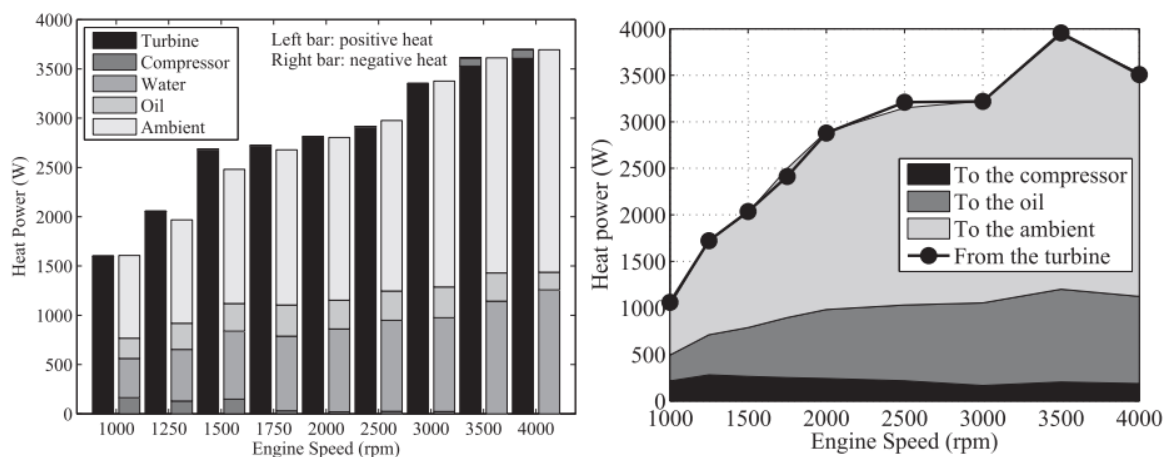 4000
3500
3000
2500
2000
1500
1000
500
0
Heat Power (W)
Turbine
Compressor
Water
Oil
Ambient
Left bar: positive heat
Right bar: negative heat
1000 1250 1500 1750 2000 2500 3000 3500 4000
Engine Speed (rpm)
4000
3500
3000
2500
2000
1500
1000
500
0
Heat power (W)
To the compressor
To the oil
To the ambient
From the turbine
1000 1500 2000 2500 3000 3500 4000
Engine Speed (rpm)